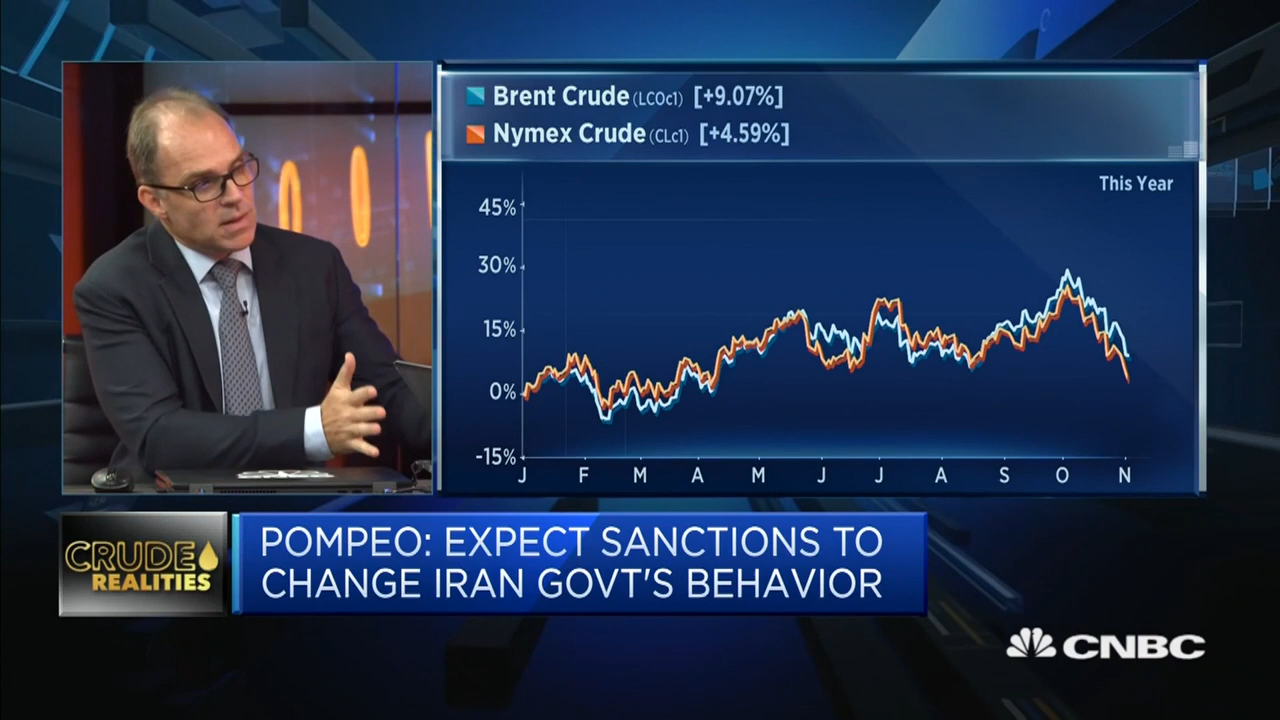 Brent Crude (LCOc1) [+9.07%]
Nymex Crude (CLc1) [+4.59%]
This Year
45%
30%
15%
0%
-15%
J F M A M J J A S O N
CRUDE
REALITIES
POMPEO: EXPECT SANCTIONS TO
CHANGE IRAN GOVT'S BEHAVIOR
CNBC